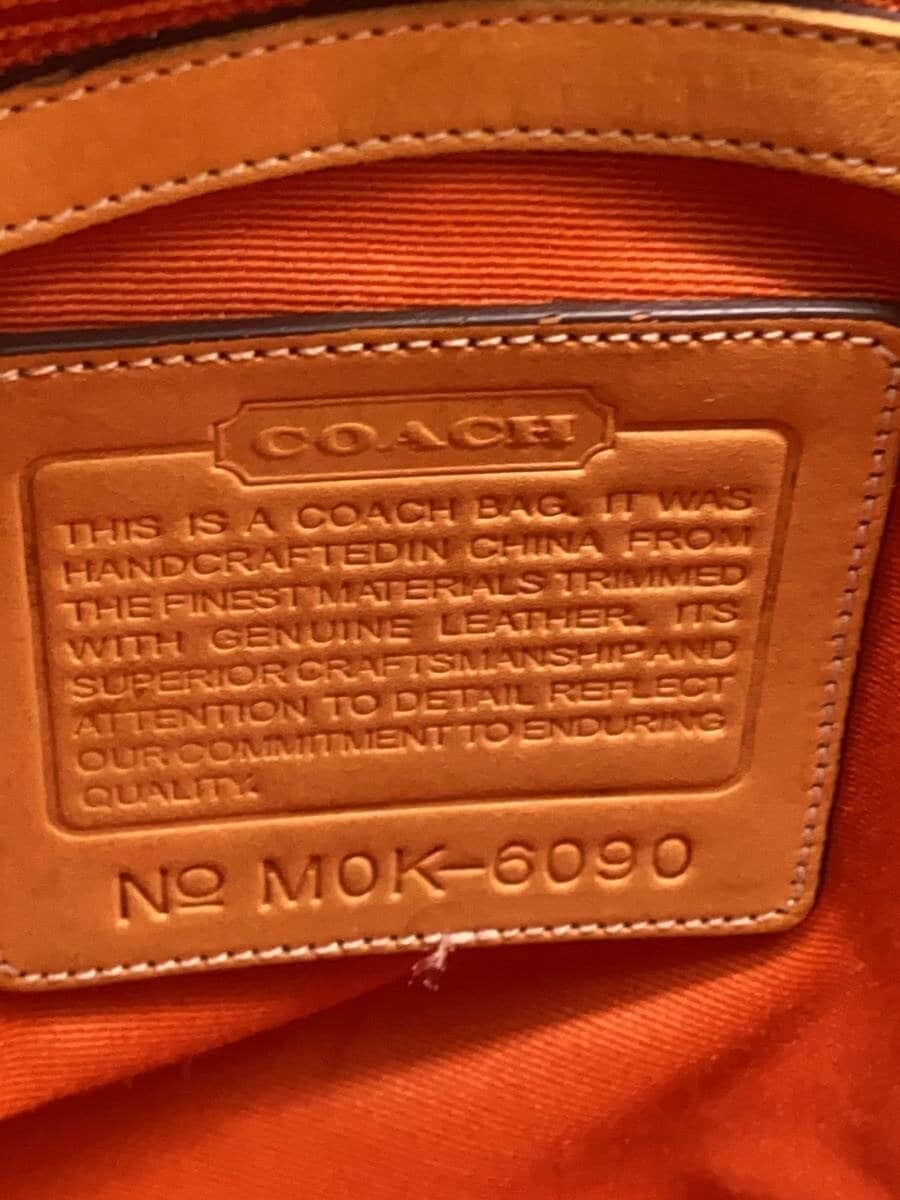 COACH
THIS IS A COACH BAG. IT WAS
HANDCRAFTEDIN CHINA FROM
THE FINEST MATERIALS TRIMMED
WITH GENUINE LEATHER. ITS
SUPERIOR CRAFTSMANSHIP AND
ATTENTION TO DETAIL REFLECT
OUR COMMITMENT TO ENDURING
QUALITY.
Nº M0K-6090